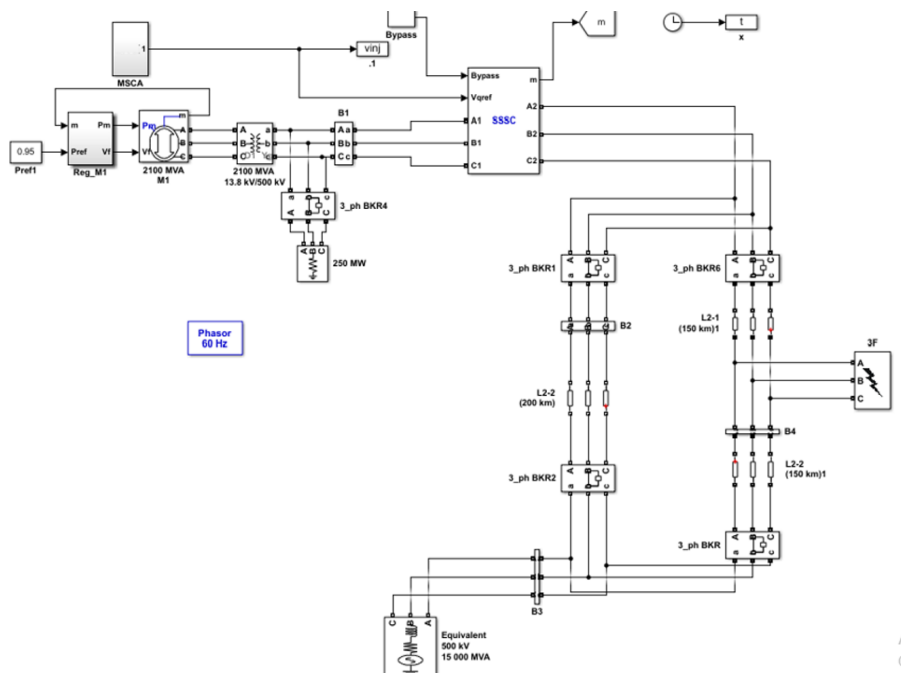 Bypass
m
t
x
1
vinj
.1
MSCA
Bypass
m
Vqref
SSSC
A2
A1
B2
B1
C2
C1
m
Pm
Pref
Vf
Reg_M1
0.95
Pref1
Pm
m
A
B
Vf
C
2100 MVA
M1
A
a
B
b
C
c
2100 MVA
13.8 kV/500 kV
B1
A a
B b
C c
a
b
c
A
B
C
3_ph BKR4
A
B
C
250 MW
Phasor
60 Hz
3_ph BKR1
A
B
C
a
b
c
3_ph BKR6
A
B
C
a
b
c
B2
L2-1
(150 km)1
3F
A
B
C
L2-2
(200 km)
B4
L2-2
(150 km)1
3_ph BKR2
A
B
C
a
b
c
3_ph BKR
A
B
C
a
b
c
B3
C
B
A
Equivalent
500 kV
15 000 MVA